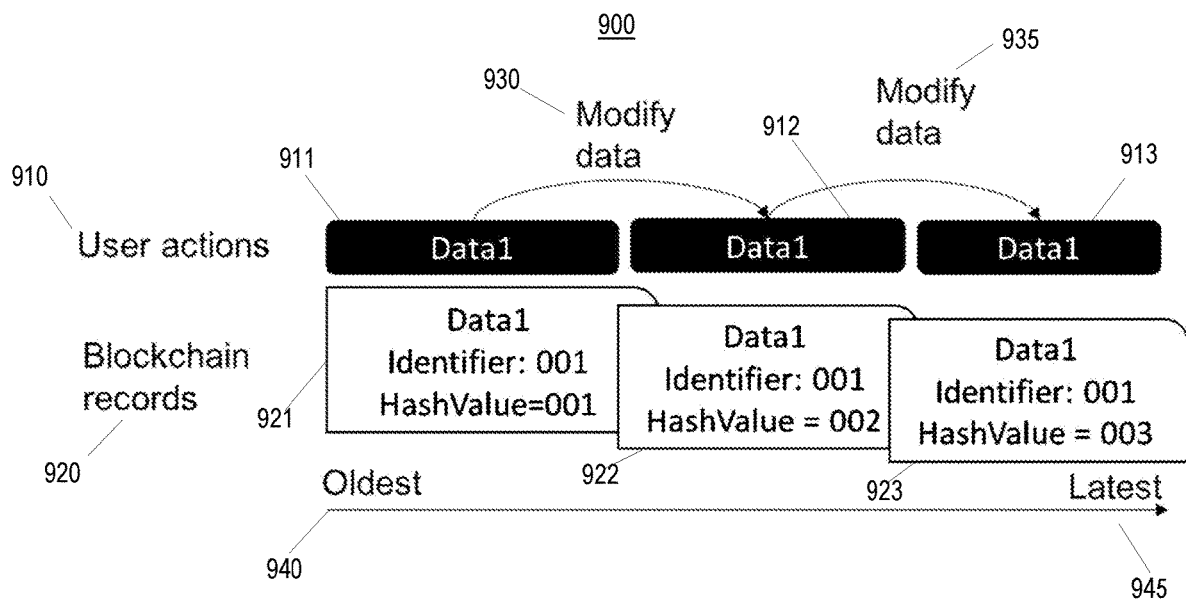 900
935
930
Modify
data
Modify
data
912
911
913
910
User actions
Data1
Data1
Data1
Blockchain
records
Data1
Identifier: 001
HashValue=001
Data1
Identifier: 001
HashValue = 002
Data1
Identifier: 001
HashValue = 003
921
920
922
923
Oldest
Latest
940
945